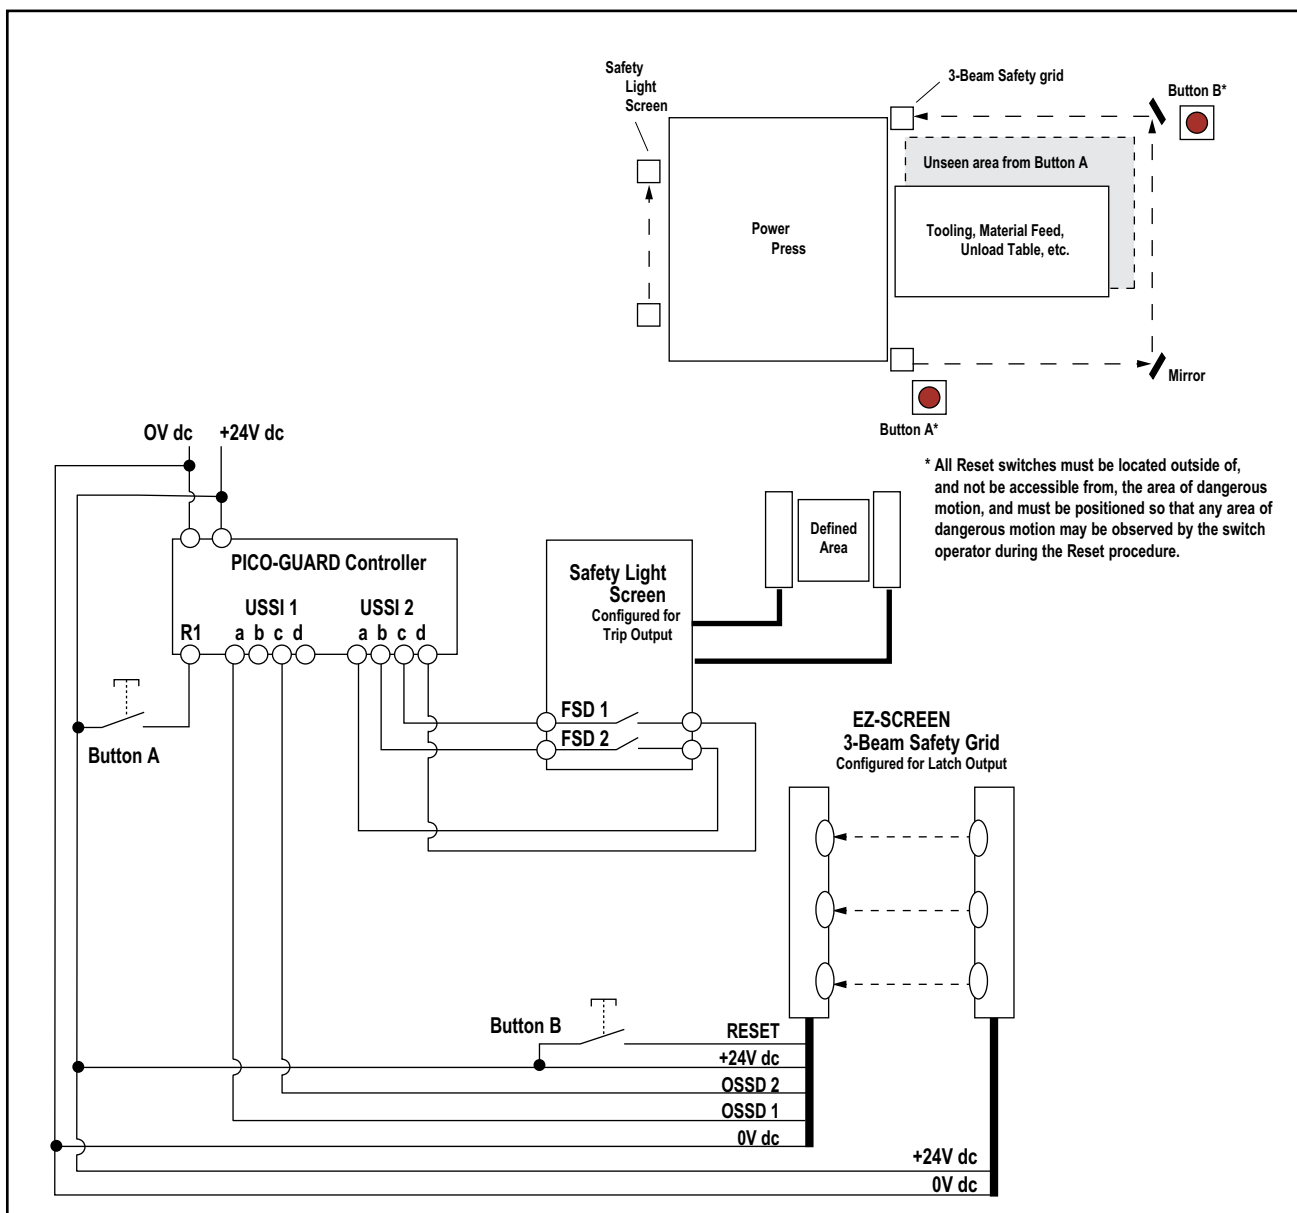 Safety
Light
Screen
3-Beam Safety grid
Button B*
Unseen area from Button A
Power
Press
Tooling, Material Feed,
Unload Table, etc.
Mirror
Button A*
* All Reset switches must be located outside of,
and not be accessible from, the area of dangerous
motion, and must be positioned so that any area of
dangerous motion may be observed by the switch
operator during the Reset procedure.
OV dc
+24V dc
PICO-GUARD Controller
USSI 1
USSI 2
R1
a b c d
a b c d
Button A
Safety Light
Screen
Configured for
Trip Output
Defined
Area
FSD 1
FSD 2
EZ-SCREEN
3-Beam Safety Grid
Configured for Latch Output
Button B
RESET
+24V dc
OSSD 2
OSSD 1
0V dc
+24V dc
0V dc